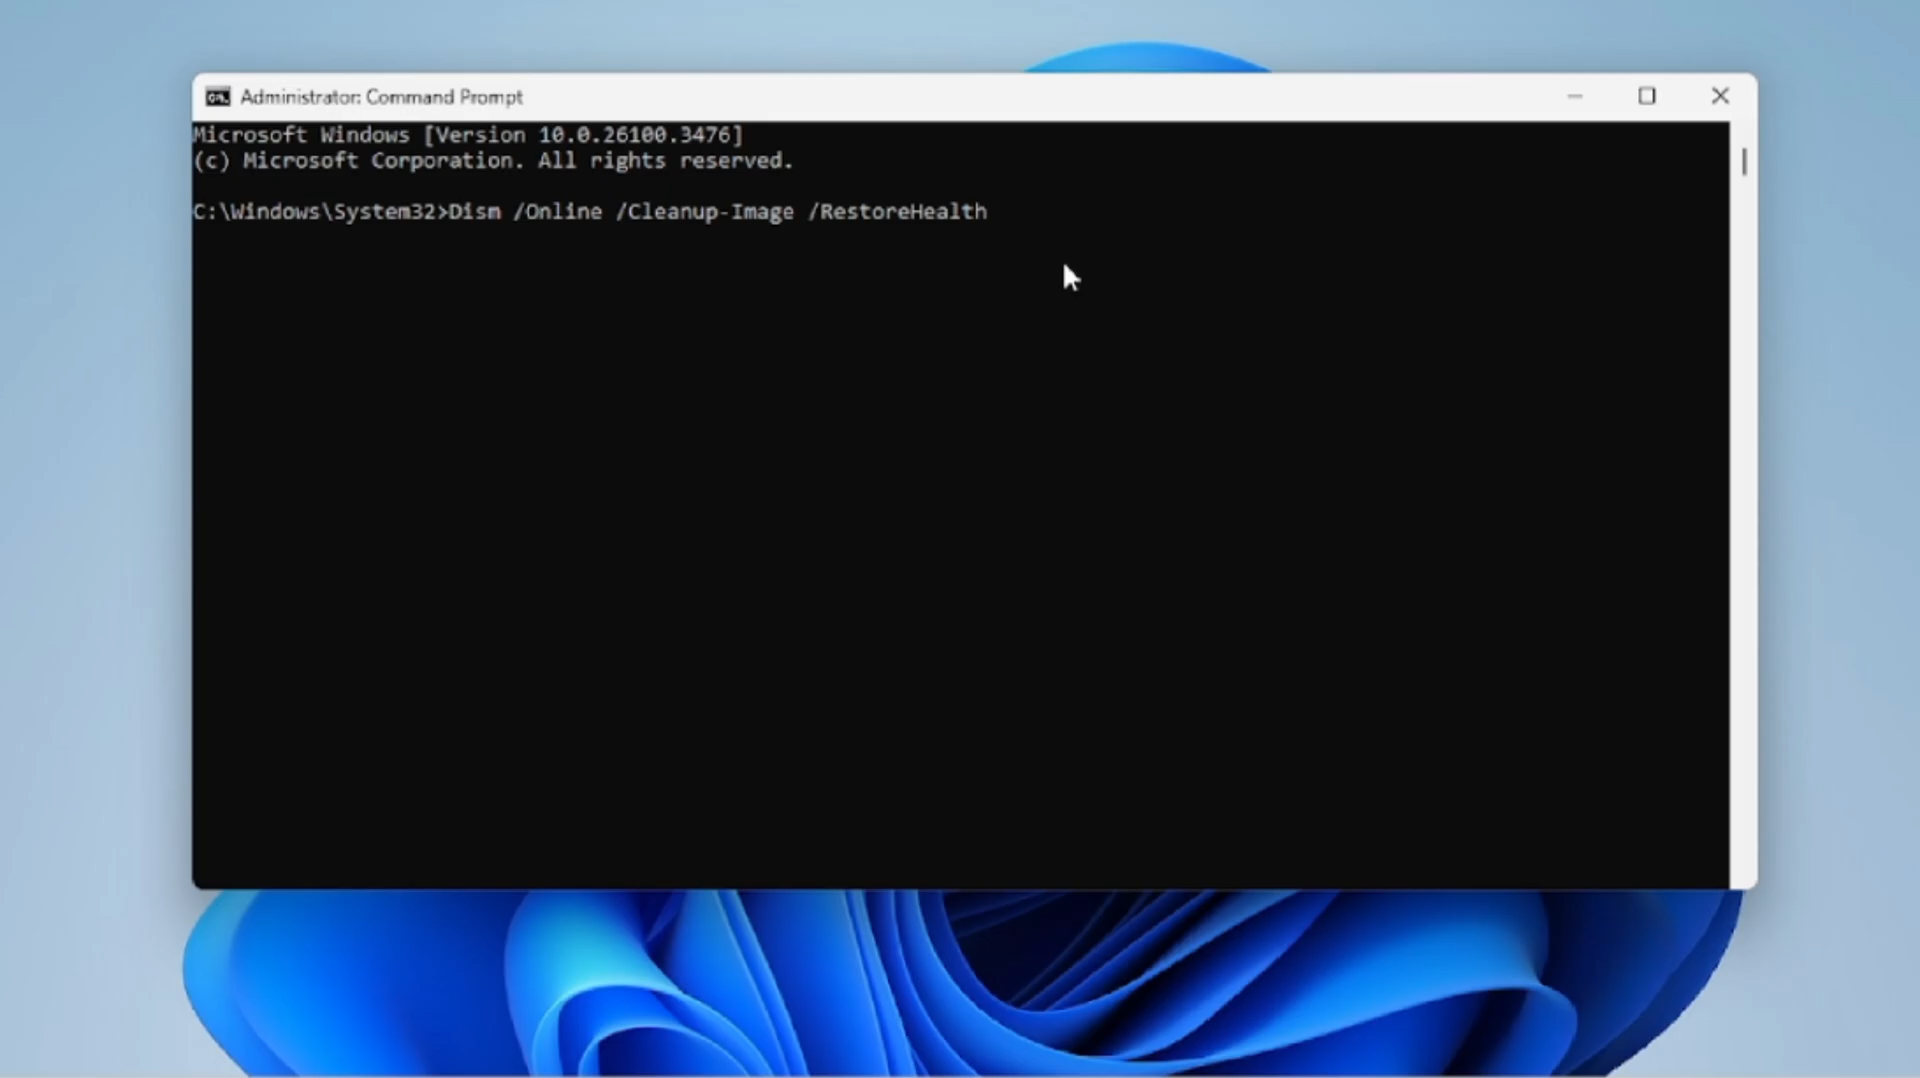 Administrator: Command Prompt
Microsoft Windows [Version 10.0.26100.3476]
(c) Microsoft Corporation. All rights reserved.
C:\Windows\System32>Dism /Online /Cleanup-Image /RestoreHealth